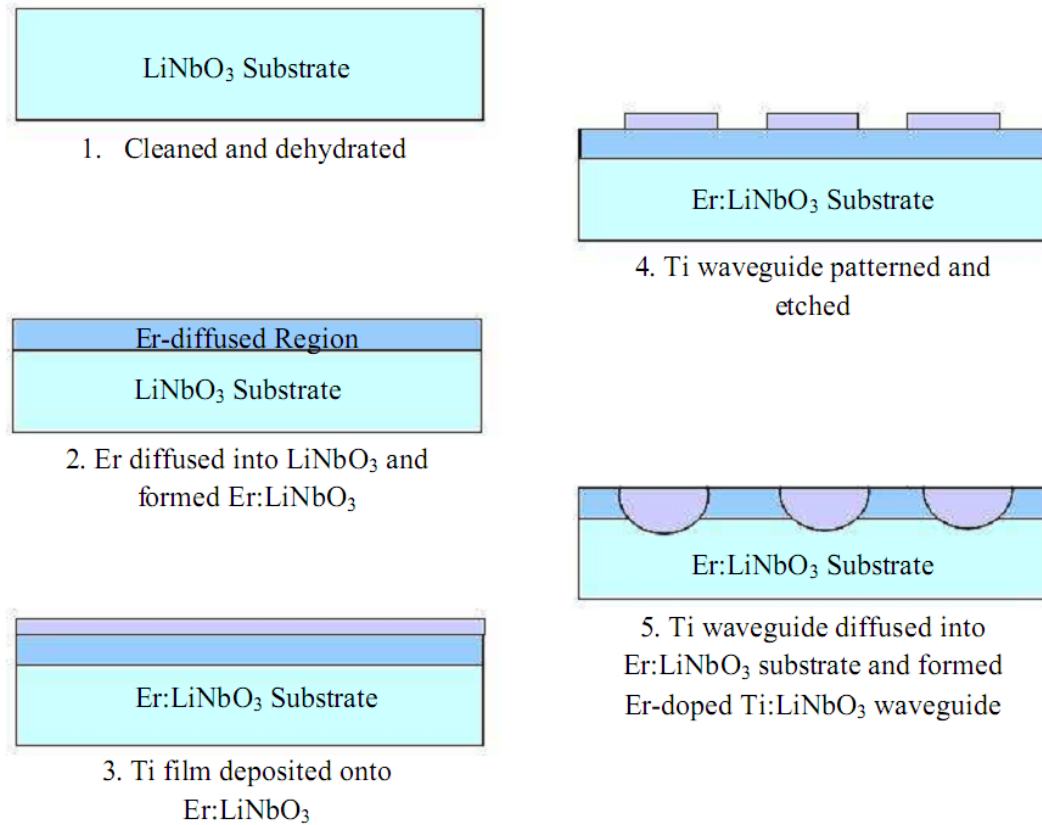 LiNbO₃ Substrate
1. Cleaned and dehydrated
Er-diffused Region
LiNbO₃ Substrate
2. Er diffused into LiNbO₃ and
formed Er:LiNbO₃
Er:LiNbO₃ Substrate
3. Ti film deposited onto
Er:LiNbO₃
Er:LiNbO₃ Substrate
4. Ti waveguide patterned and
etched
Er:LiNbO₃ Substrate
5. Ti waveguide diffused into
Er:LiNbO₃ substrate and formed
Er-doped Ti:LiNbO₃ waveguide